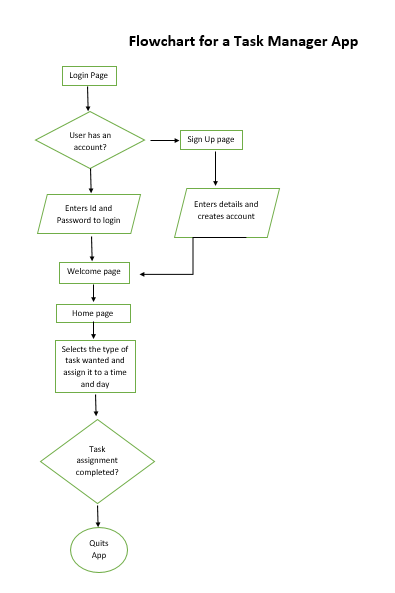 Flowchart for a Task Manager App
Login Page
User has an
account?
Sign Up page
Enters Id and
Password to login
Enters details and
creates account
Welcome page
Home page
Selects the type of
task wanted and
assign it to a time
and day
Task
assignment
completed?
Quits
App